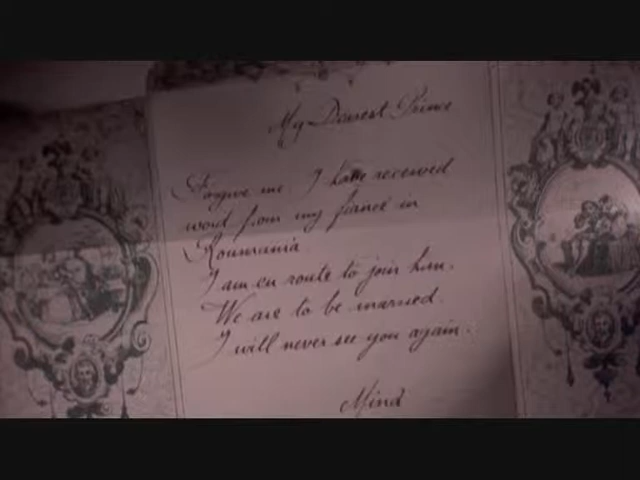 My Dearest Prince
Forgive me. I have received
word from my fiancé in
Roumania.
I am en route to join him.
We are to be married.
I will never see you again.
Mina